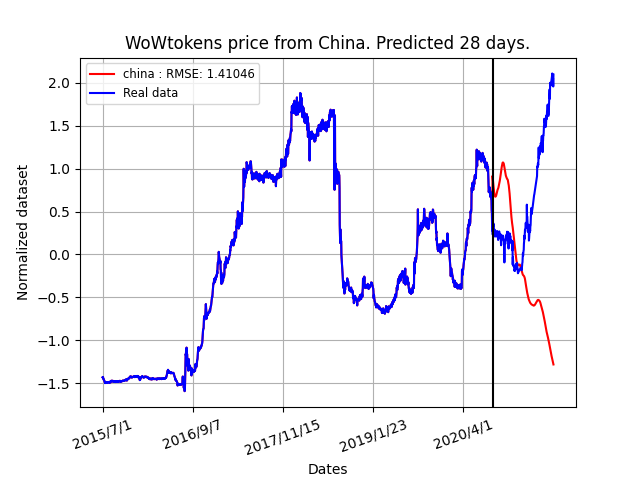 WoWtokens price from China. Predicted 28 days.
china : RMSE: 1.41046
Real data
Normalized dataset
2.0
1.5
1.0
0.5
0.0
−0.5
−1.0
−1.5
2015/7/1
2016/9/7
2017/11/15
2019/1/23
2020/4/1
Dates